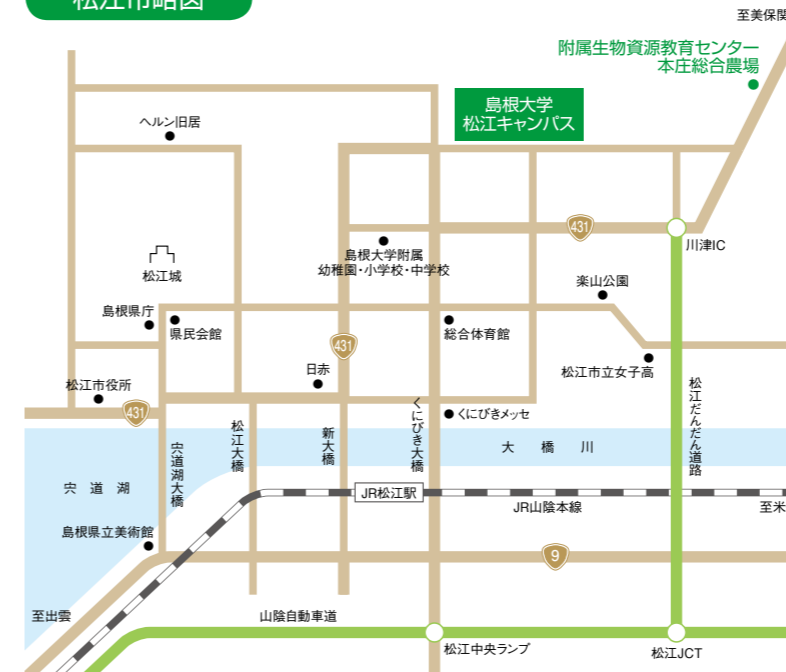 松江市略図
至美保関
附属生物資源教育センター
本庄総合農場
島根大学
松江キャンパス
ヘルン旧居
431
川津IC
島根大学附属
幼稚園・小学校・中学校
松江城
楽山公園
島根県庁
県民会館
総合体育館
431
日赤
松江市立女子高
松江市役所
431
くにびきメッセ
松江だんだん道路
くにびき大橋
新大橋
松江大橋
宍道湖大橋
大橋川
宍道湖
JR松江駅
JR山陰本線
至米
島根県立美術館
9
至出雲
山陰自動車道
松江中央ランプ
松江JCT